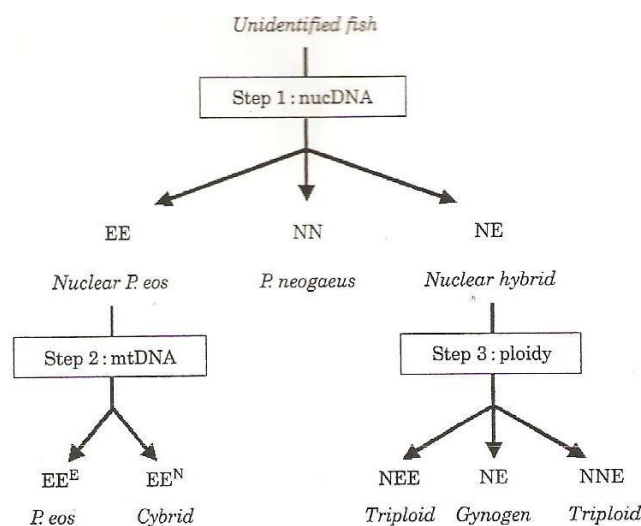 Unidentified fish
Step 1 : nucDNA
EE NN NE
Nuclear P. eos P. neogaeus Nuclear hybrid
Step 2 : mtDNA Step 3 : ploidy
EE^E EE^N NEE NE NNE
P. eos Cybrid Triploid Gynogen Triploid